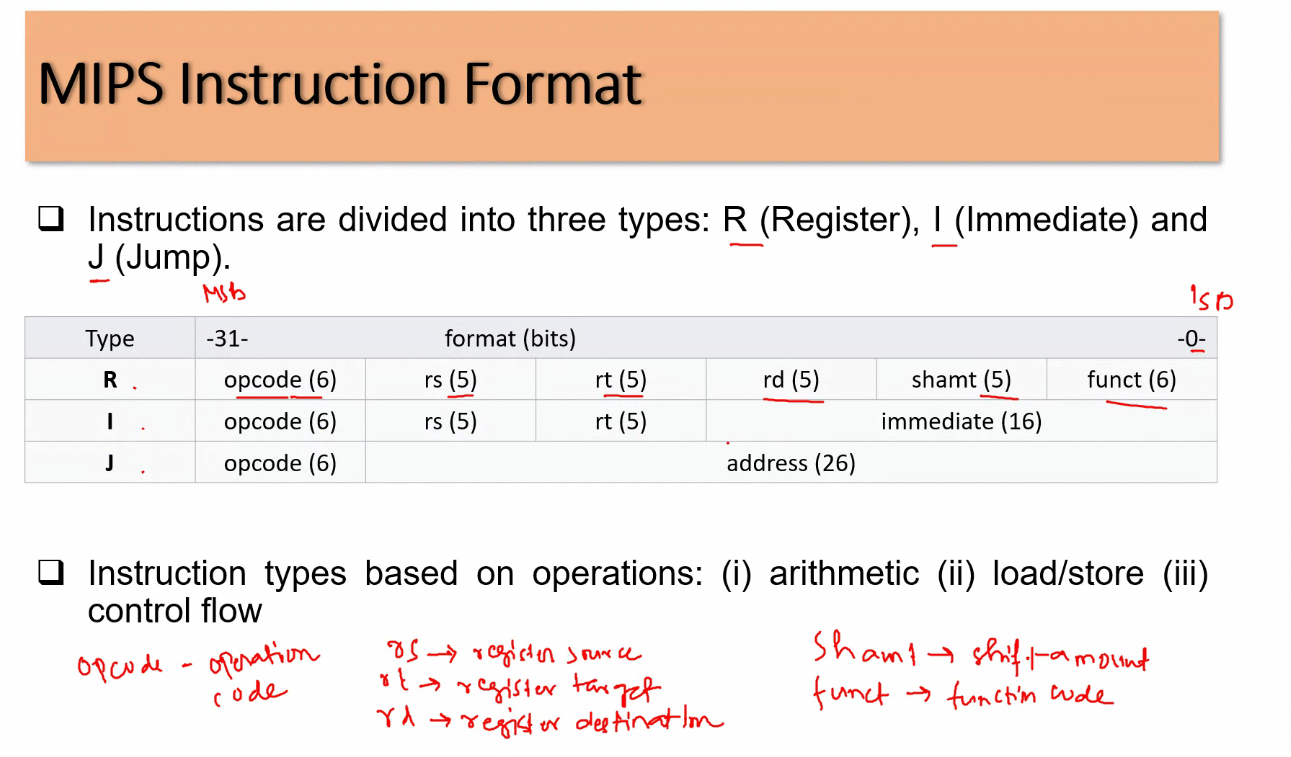 MIPS Instruction Format
❑ Instructions are divided into three types: R (Register), I (Immediate) and
J (Jump).
MSb lSb
Type -31- format (bits) -0-
R opcode (6) rs (5) rt (5) rd (5) shamt (5) funct (6)
I opcode (6) rs (5) rt (5) immediate (16)
J opcode (6) address (26)
❑ Instruction types based on operations: (i) arithmetic (ii) load/store (iii)
control flow
opcode - operation code
rs → register source
rt → register target
rd → register destination
shamt → shift-amount
funct → function code